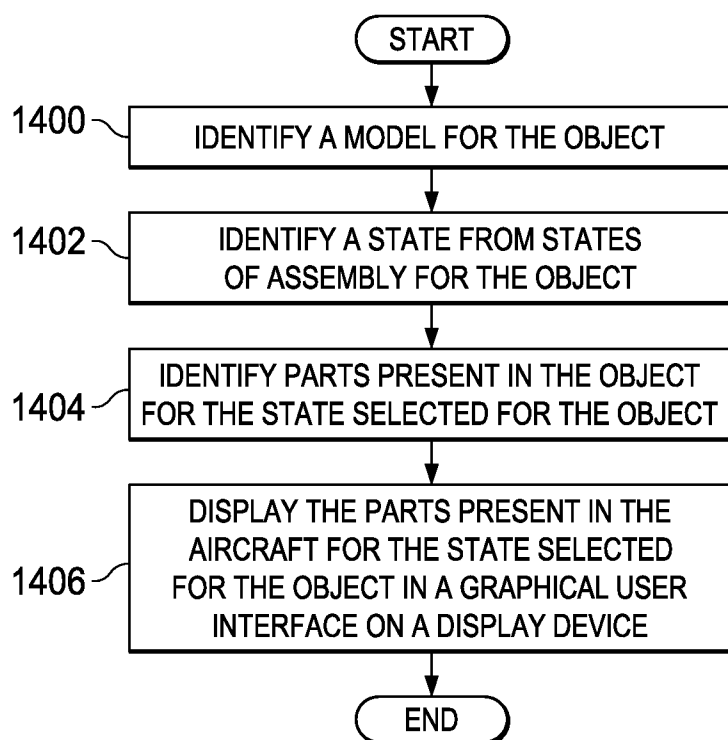 START
1400
IDENTIFY A MODEL FOR THE OBJECT
1402
IDENTIFY A STATE FROM STATES
OF ASSEMBLY FOR THE OBJECT
1404
IDENTIFY PARTS PRESENT IN THE OBJECT
FOR THE STATE SELECTED FOR THE OBJECT
1406
DISPLAY THE PARTS PRESENT IN THE
AIRCRAFT FOR THE STATE SELECTED
FOR THE OBJECT IN A GRAPHICAL USER
INTERFACE ON A DISPLAY DEVICE
END